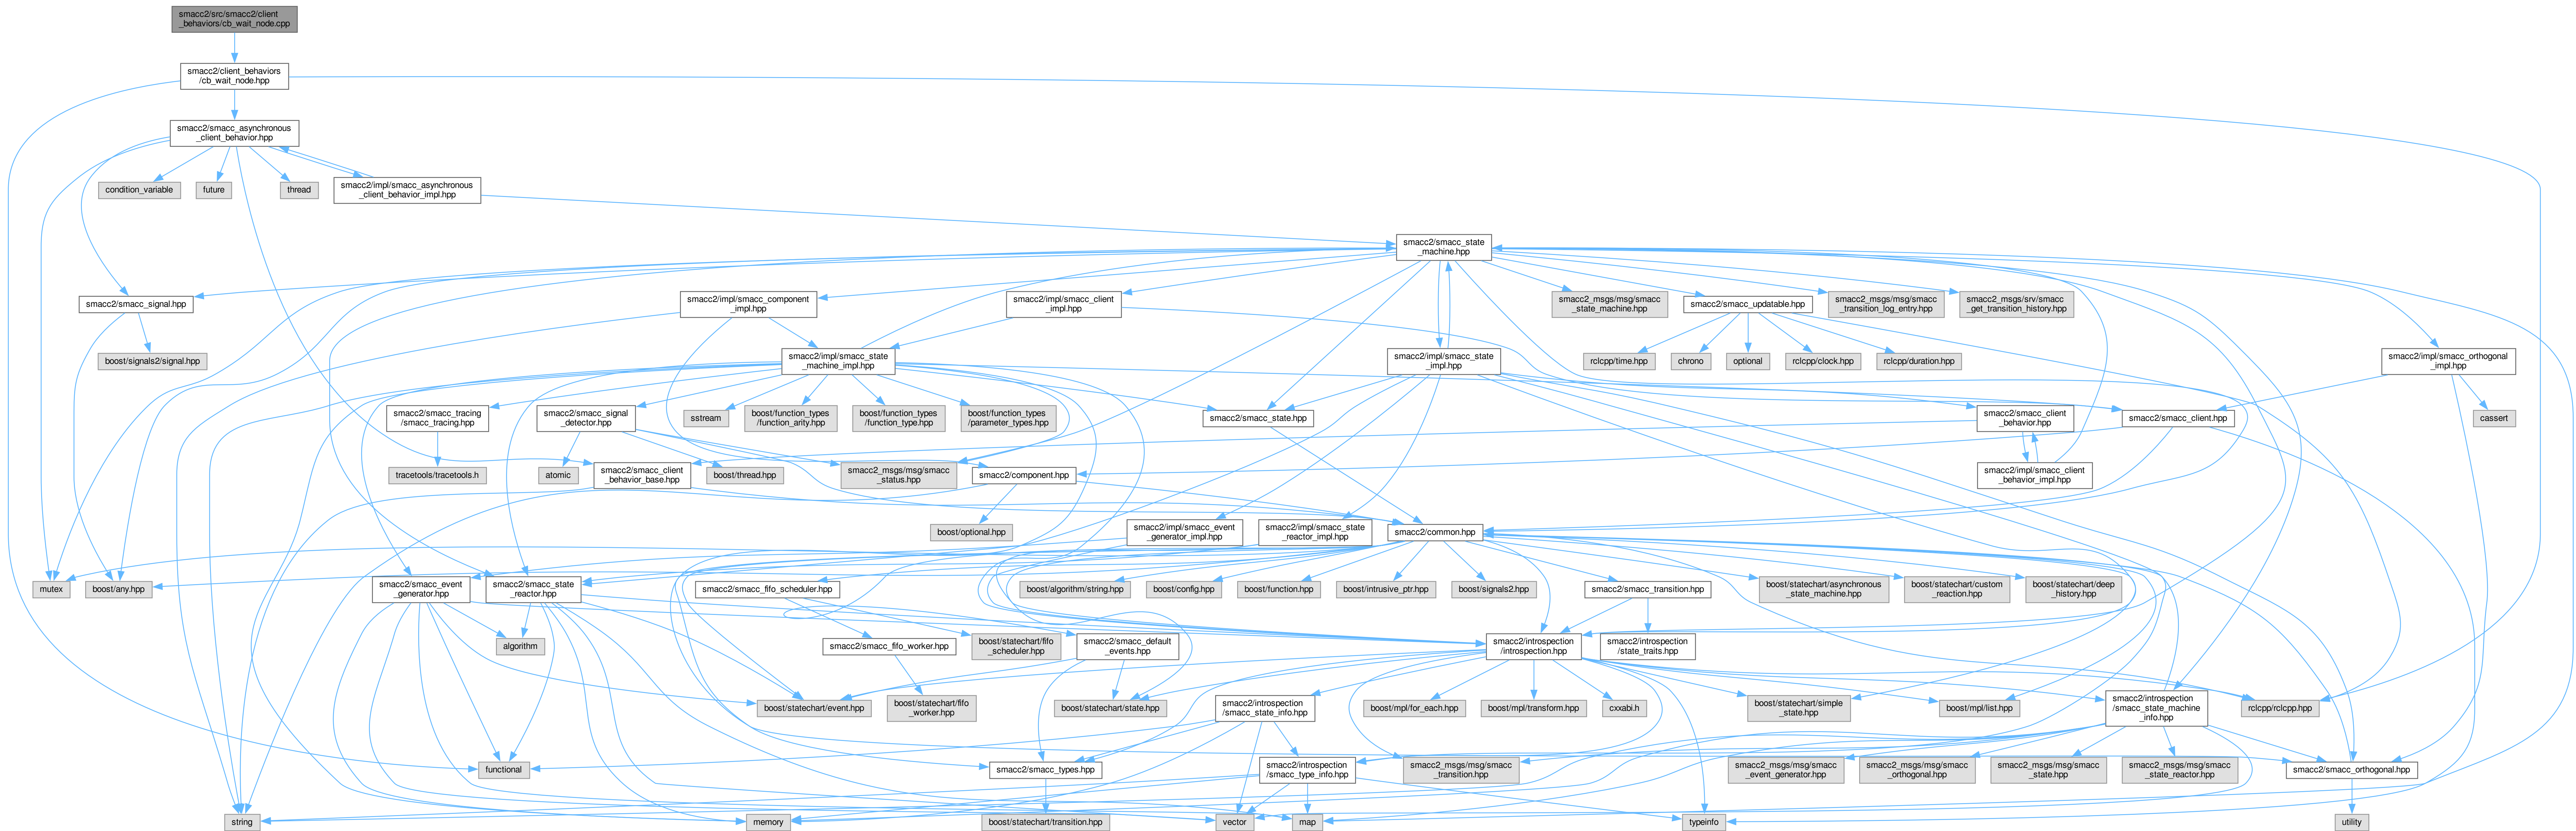 smacc2/src/smacc2/client
_behaviors/cb_wait_node.cpp
smacc2/client_behaviors
/cb_wait_node.hpp
smacc2/smacc_asynchronous
_client_behavior.hpp
condition_variable
future
thread
smacc2/impl/smacc_asynchronous
_client_behavior_impl.hpp
smacc2/smacc_state
_machine.hpp
smacc2/smacc_signal.hpp
smacc2/impl/smacc_component
_impl.hpp
smacc2/impl/smacc_client
_impl.hpp
smacc2_msgs/msg/smacc
_state_machine.hpp
smacc2/smacc_updatable.hpp
smacc2_msgs/msg/smacc
_transition_log_entry.hpp
smacc2_msgs/srv/smacc
_get_transition_history.hpp
boost/signals2/signal.hpp
smacc2/impl/smacc_state
_machine_impl.hpp
smacc2/impl/smacc_state
_impl.hpp
rclcpp/time.hpp
chrono
optional
rclcpp/clock.hpp
rclcpp/duration.hpp
smacc2/impl/smacc_orthogonal
_impl.hpp
smacc2/smacc_tracing
/smacc_tracing.hpp
smacc2/smacc_signal
_detector.hpp
sstream
boost/function_types
/function_arity.hpp
boost/function_types
/function_type.hpp
boost/function_types
/parameter_types.hpp
smacc2/smacc_state.hpp
smacc2/smacc_client
_behavior.hpp
smacc2/smacc_client.hpp
cassert
tracetools/tracetools.h
atomic
smacc2/smacc_client
_behavior_base.hpp
boost/thread.hpp
smacc2_msgs/msg/smacc
_status.hpp
smacc2/component.hpp
smacc2/impl/smacc_client
_behavior_impl.hpp
boost/optional.hpp
smacc2/impl/smacc_event
_generator_impl.hpp
smacc2/impl/smacc_state
_reactor_impl.hpp
smacc2/common.hpp
mutex
boost/any.hpp
smacc2/smacc_event
_generator.hpp
smacc2/smacc_state
_reactor.hpp
smacc2/smacc_fifo_scheduler.hpp
boost/algorithm/string.hpp
boost/config.hpp
boost/function.hpp
boost/intrusive_ptr.hpp
boost/signals2.hpp
smacc2/smacc_transition.hpp
boost/statechart/asynchronous
_state_machine.hpp
boost/statechart/custom
_reaction.hpp
boost/statechart/deep
_history.hpp
algorithm
smacc2/smacc_fifo_worker.hpp
boost/statechart/fifo
_scheduler.hpp
smacc2/smacc_default
_events.hpp
smacc2/introspection
/introspection.hpp
smacc2/introspection
/state_traits.hpp
boost/statechart/event.hpp
boost/statechart/fifo
_worker.hpp
boost/statechart/state.hpp
smacc2/introspection
/smacc_state_info.hpp
boost/mpl/for_each.hpp
boost/mpl/transform.hpp
cxxabi.h
boost/statechart/simple
_state.hpp
boost/mpl/list.hpp
smacc2/introspection
/smacc_state_machine
_info.hpp
rclcpp/rclcpp.hpp
functional
smacc2/smacc_types.hpp
smacc2/introspection
/smacc_type_info.hpp
smacc2_msgs/msg/smacc
_transition.hpp
smacc2_msgs/msg/smacc
_event_generator.hpp
smacc2_msgs/msg/smacc
_orthogonal.hpp
smacc2_msgs/msg/smacc
_state.hpp
smacc2_msgs/msg/smacc
_state_reactor.hpp
smacc2/smacc_orthogonal.hpp
string
memory
boost/statechart/transition.hpp
vector
map
typeinfo
utility